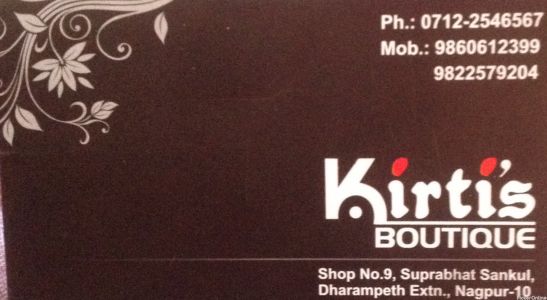 Ph.: 0712-2546567
Mob.: 9860612399
9822579204
Kirti's
BOUTIQUE
Shop No.9, Suprabhat Sankul,
Dharampeth Extn., Nagpur-10